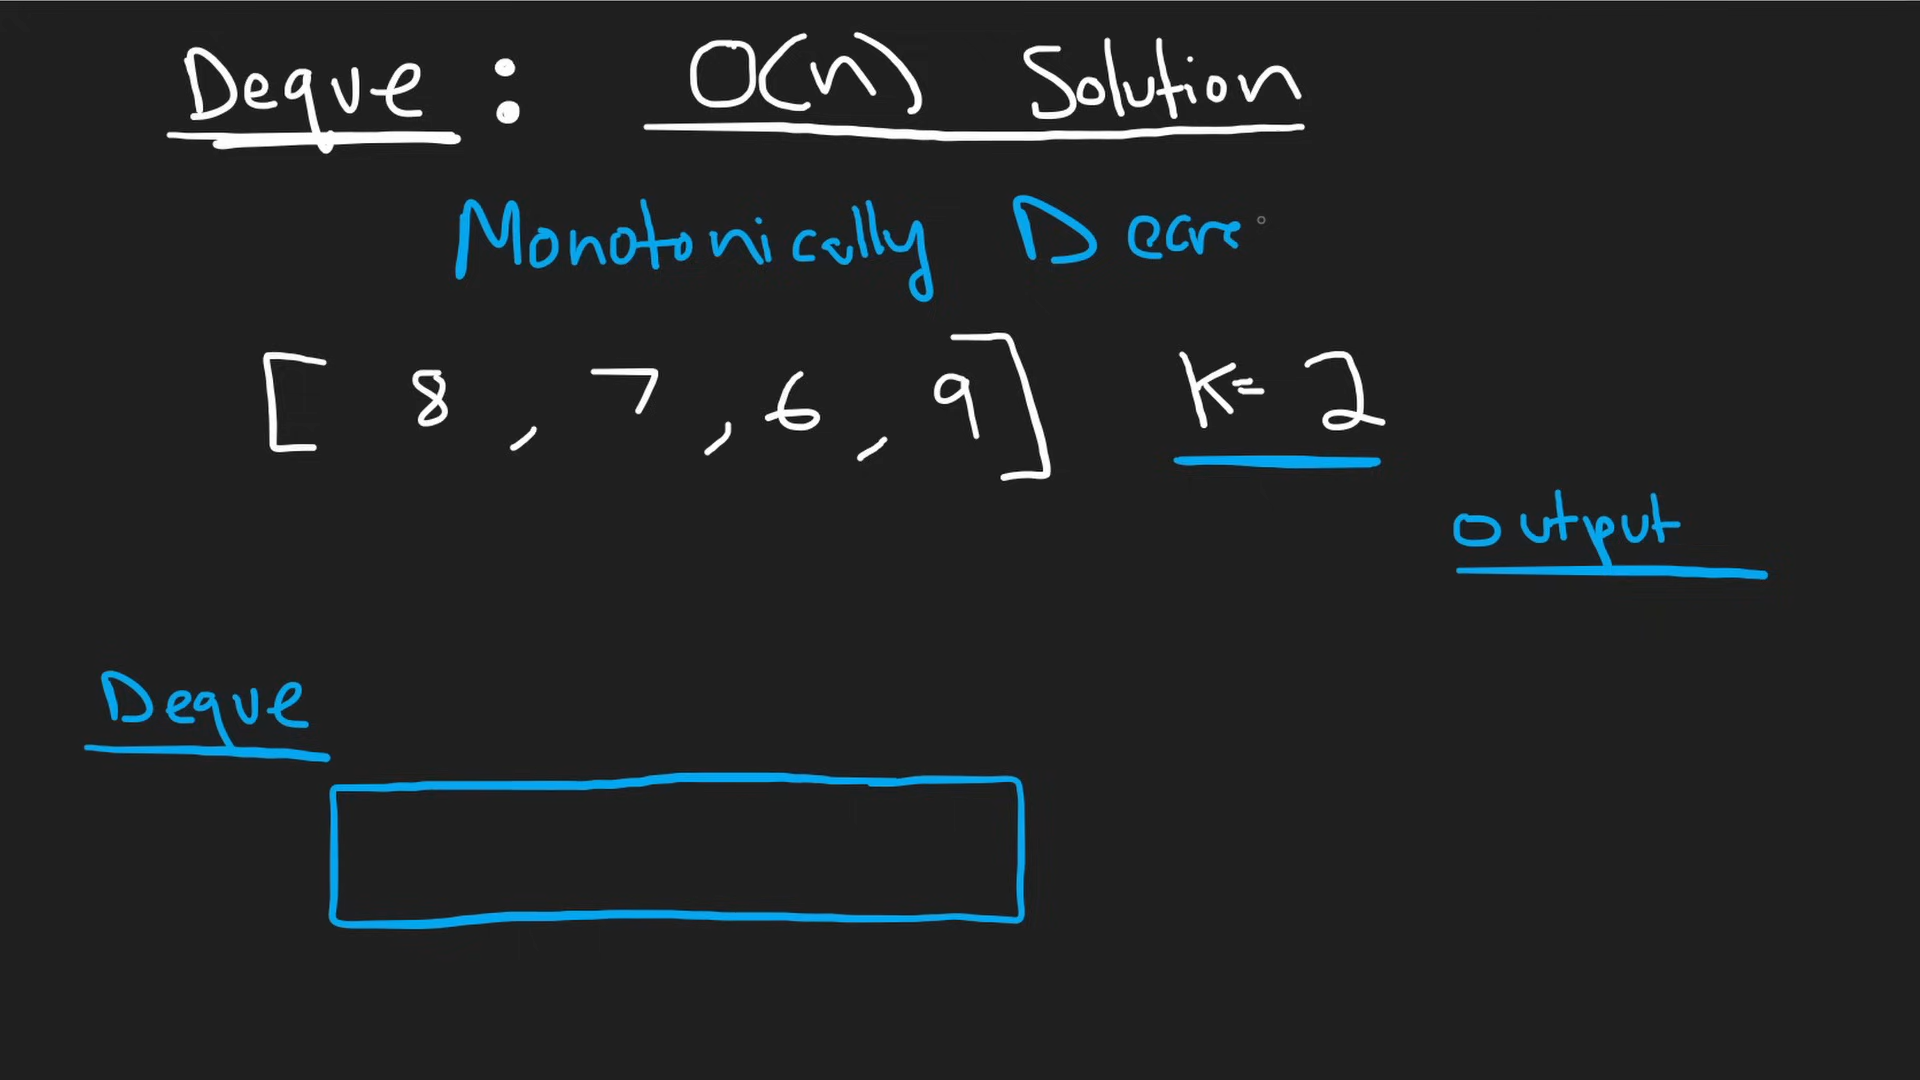 Deque : O(n) Solution
Monotonically Decre
[ 8 , 7 , 6 , 9 ] K= 2
output
Deque